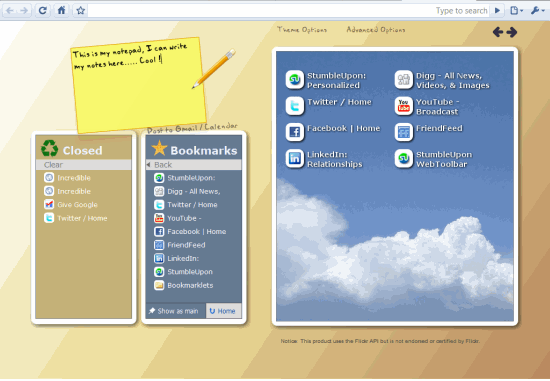 Type to search
Theme Options Advanced Options
This is my notepad, I can write
my notes here..... Cool !
Post to Gmail / Calendar
Closed
Clear
Incredible
Incredible
Give Google
Twitter / Home
Bookmarks
Back
StumbleUpon:
Digg - All News,
Twitter / Home
YouTube -
Facebook | Home
FriendFeed
LinkedIn:
StumbleUpon
Bookmarklets
Show as main
Home
StumbleUpon:
Personalized
Digg - All News,
Videos, & Images
Twitter / Home
YouTube -
Broadcast
Facebook | Home
FriendFeed
LinkedIn:
Relationships
StumbleUpon
WebToolbar
Notice: This product uses the Flickr API but is not endorsed or certified by Flickr.